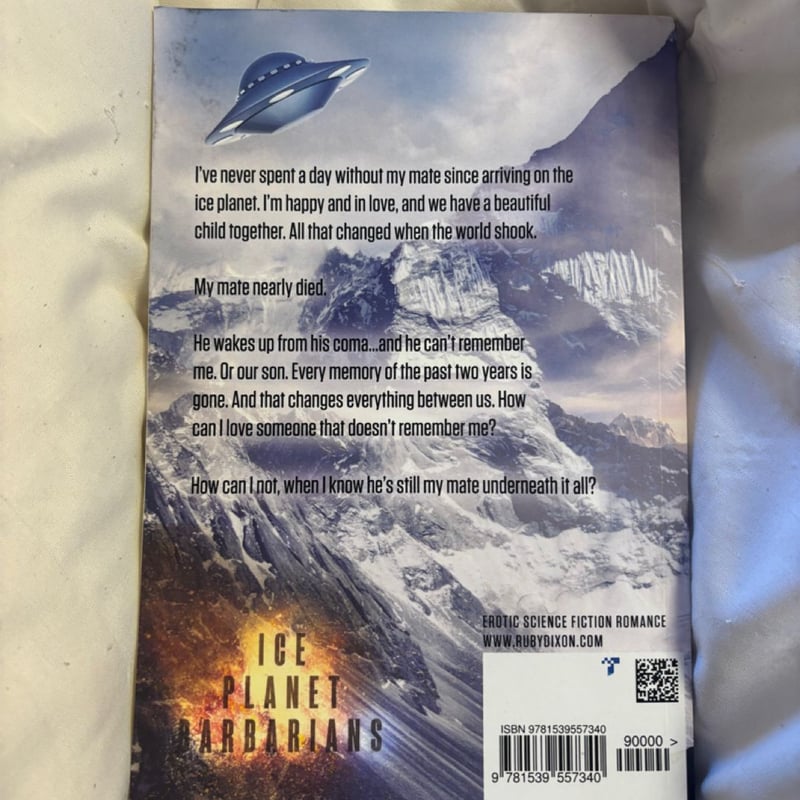 I've never spent a day without my mate since arriving on the
ice planet. I'm happy and in love, and we have a beautiful
child together. All that changed when the world shook.
My mate nearly died.
He wakes up from his coma...and he can't remember
me. Or our son. Every memory of the past two years is
gone. And that changes everything between us. How
can I love someone that doesn't remember me?
How can I not, when I know he's still my mate underneath it all?
EROTIC SCIENCE FICTION ROMANCE
WWW.RUBYDIXON.COM
ICE
PLANET
BARBARIANS
ISBN 9781539557340
90000 >
9 781539 557340